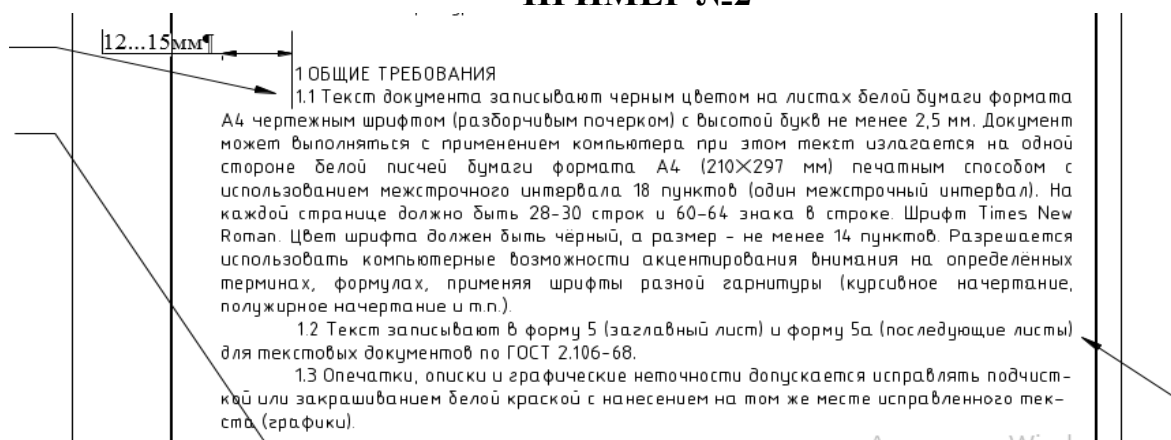 ПРИМЕР №2
12...15мм¶
1 ОБЩИЕ ТРЕБОВАНИЯ
1.1 Текст документа записывают черным цветом на листах белой бумаги формата
А4 чертежным шрифтом (разборчивым почерком) с высотой букв не менее 2,5 мм. Документ
может выполняться с применением компьютера при этом текст излагается на одной
стороне белой писчей бумаги формата А4 (210×297 мм) печатным способом с
использованием межстрочного интервала 18 пунктов (один межстрочный интервал). На
каждой странице должно быть 28-30 строк и 60-64 знака в строке. Шрифт Times New
Roman. Цвет шрифта должен быть чёрный, а размер - не менее 14 пунктов. Разрешается
использовать компьютерные возможности акцентирования внимания на определённых
терминах, формулах, применяя шрифты разной гарнитуры (курсивное начертание,
полужирное начертание и т.п.).
1.2 Текст записывают в форму 5 (заглавный лист) и форму 5а (последующие листы)
для текстовых документов по ГОСТ 2.106-68.
1.3 Опечатки, описки и графические неточности допускается исправлять подчист-
кой или закрашиванием белой краской с нанесением на том же месте исправленного тек-
ста (графики).